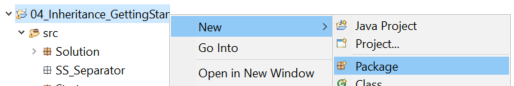 04_Inheritance_GettingStar
src
Solution
SS_Separator
New
Go Into
Open in New Window
Java Project
Project...
Package
Class